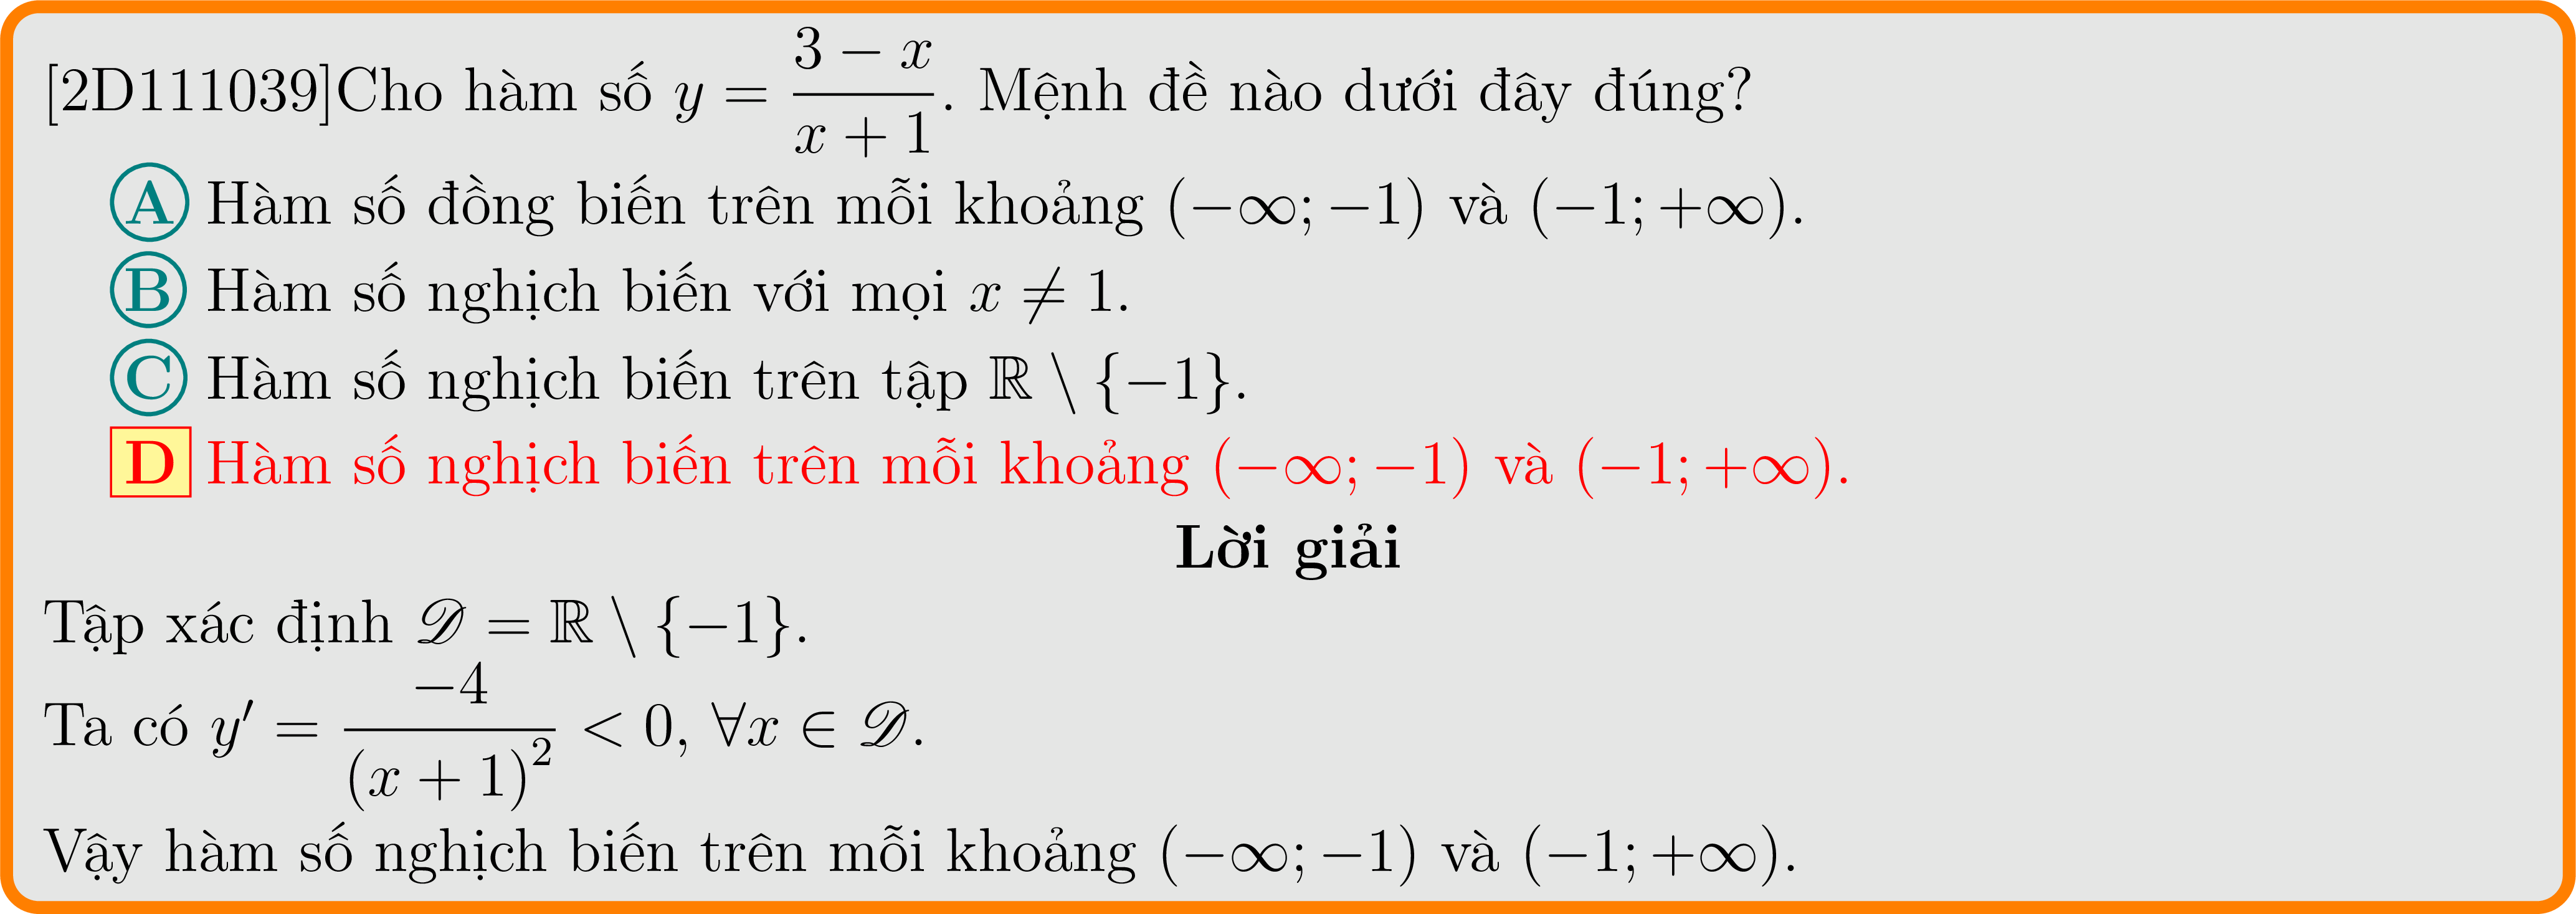 [2D111039]Cho hàm số $y = \dfrac{3 - x}{x + 1}$. Mệnh đề nào dưới đây đúng?
A Hàm số đồng biến trên mỗi khoảng $(-\infty; -1)$ và $(-1; +\infty)$.
B Hàm số nghịch biến với mọi $x \neq 1$.
C Hàm số nghịch biến trên tập $\mathbb{R} \setminus \{-1\}$.
D Hàm số nghịch biến trên mỗi khoảng $(-\infty; -1)$ và $(-1; +\infty)$.
Lời giải
Tập xác định $\mathscr{D} = \mathbb{R} \setminus \{-1\}$.
Ta có $y' = \dfrac{-4}{(x + 1)^2} < 0, \forall x \in \mathscr{D}$.
Vậy hàm số nghịch biến trên mỗi khoảng $(-\infty; -1)$ và $(-1; +\infty)$.